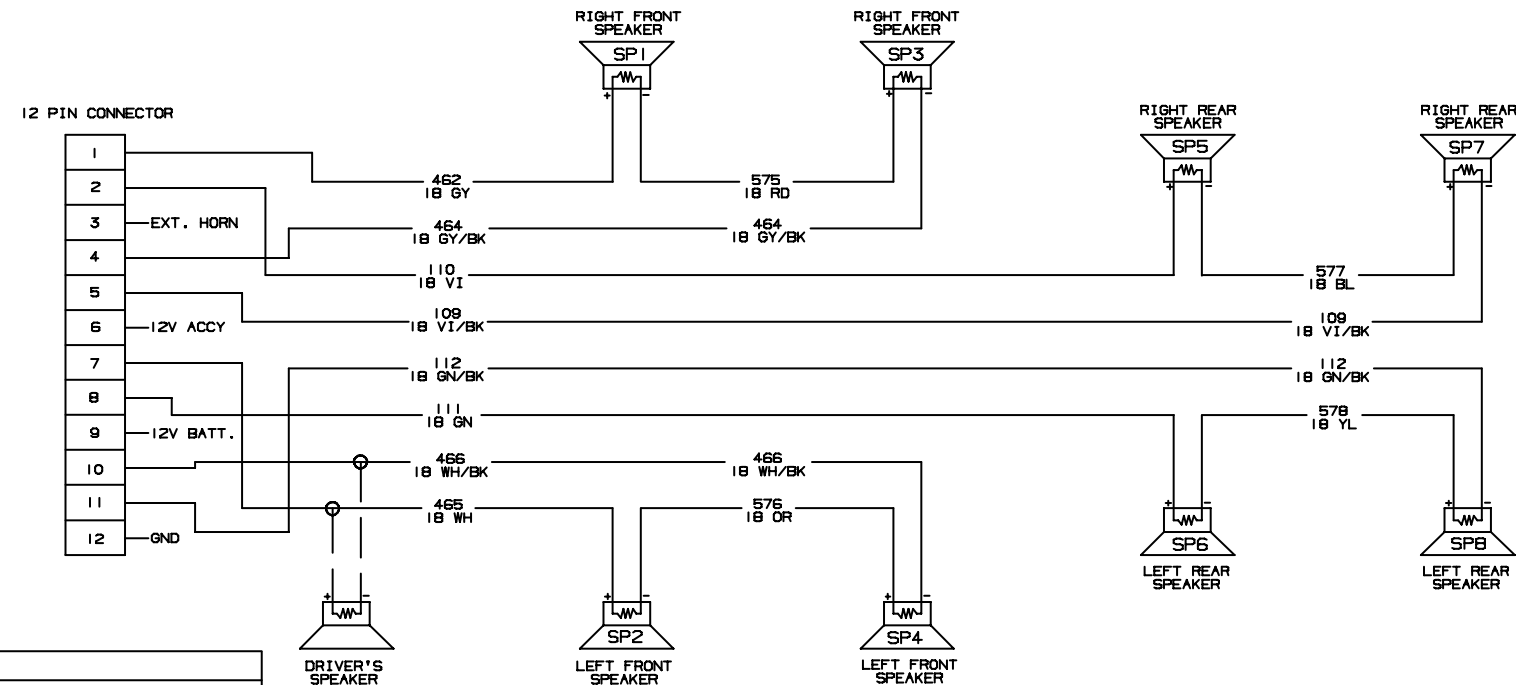 RIGHT FRONT
SPEAKER
SP1
+ -
RIGHT FRONT
SPEAKER
SP3
+ -
12 PIN CONNECTOR
RIGHT REAR
SPEAKER
SP5
+ -
RIGHT REAR
SPEAKER
SP7
+ -
1
2
3 EXT. HORN
4
5
6 12V ACCY
7
8
9 12V BATT.
10
11
12 GND
462
18 GY
575
18 RD
464
18 GY/BK
464
18 GY/BK
110
18 VI
577
18 BL
109
18 VI/BK
109
18 VI/BK
112
18 GN/BK
112
18 GN/BK
111
18 GN
578
18 YL
466
18 WH/BK
466
18 WH/BK
465
18 WH
576
18 OR
+ -
SP6
LEFT REAR
SPEAKER
+ -
SP8
LEFT REAR
SPEAKER
+ -
DRIVER'S
SPEAKER
+ -
SP2
LEFT FRONT
SPEAKER
+ -
SP4
LEFT FRONT
SPEAKER